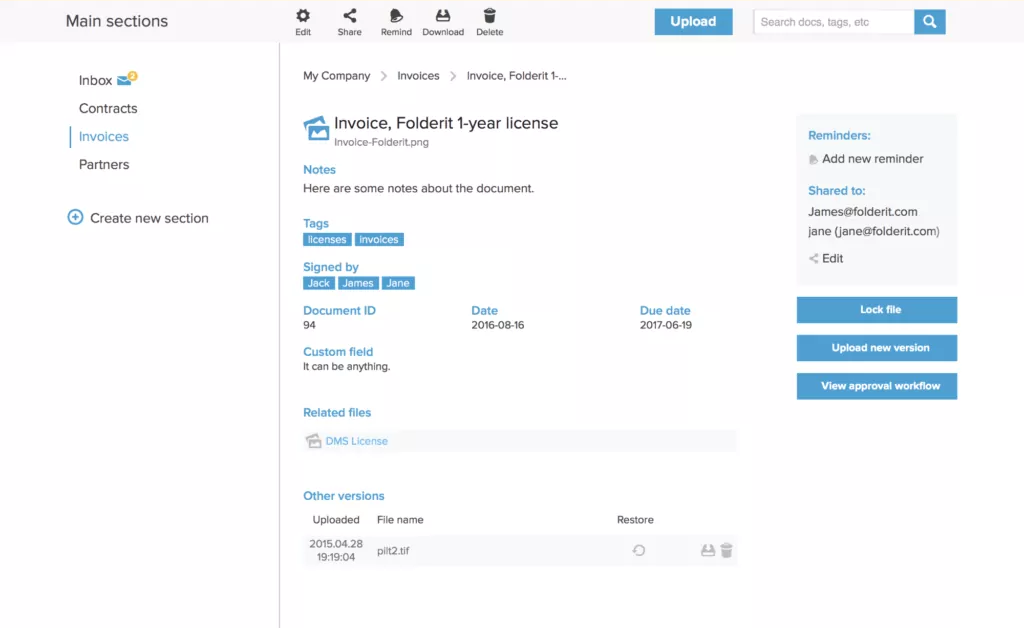 Main sections
Edit
Share
Remind
Download
Delete
Upload
Search docs, tags, etc
Inbox 2
Contracts
Invoices
Partners
Create new section
My Company > Invoices > Invoice, Folderit 1-...
Invoice, Folderit 1-year license
Invoice-Folderit.png
Notes
Here are some notes about the document.
Tags
licenses invoices
Signed by
Jack James Jane
Document ID Date Due date
94 2016-08-16 2017-06-19
Custom field
It can be anything.
Related files
DMS License
Other versions
Uploaded File name Restore
2015.04.28
19:19:04
pilt2.tif
Reminders:
Add new reminder
Shared to:
James@folderit.com
jane (jane@folderit.com)
Edit
Lock file
Upload new version
View approval workflow